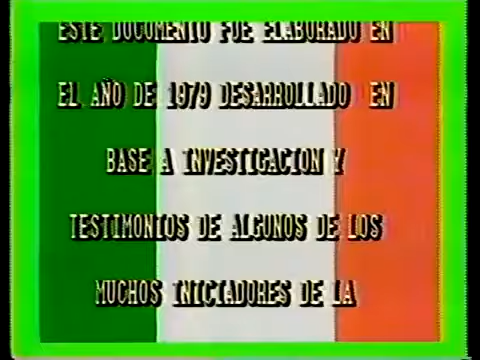 ESTE DOCUMENTO FUE ELABORADO EN
EL AÑO DE 1979 DESARROLLADO EN
BASE A INVESTIGACION Y
TESTIMONIOS DE ALGUNOS DE LOS
MUCHOS INICIADORES DE LA